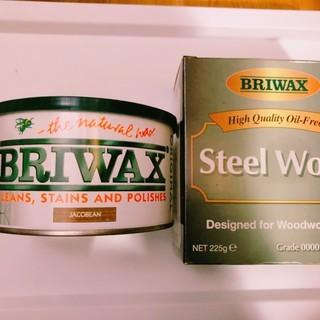 the natural wax
BRIWAX
LEANS, STAINS AND POLISHES
JACOBEAN
BRIWAX
High Quality Oil-Free
Steel Wo
Designed for Woodwo
NET 225g e
Grade 0000